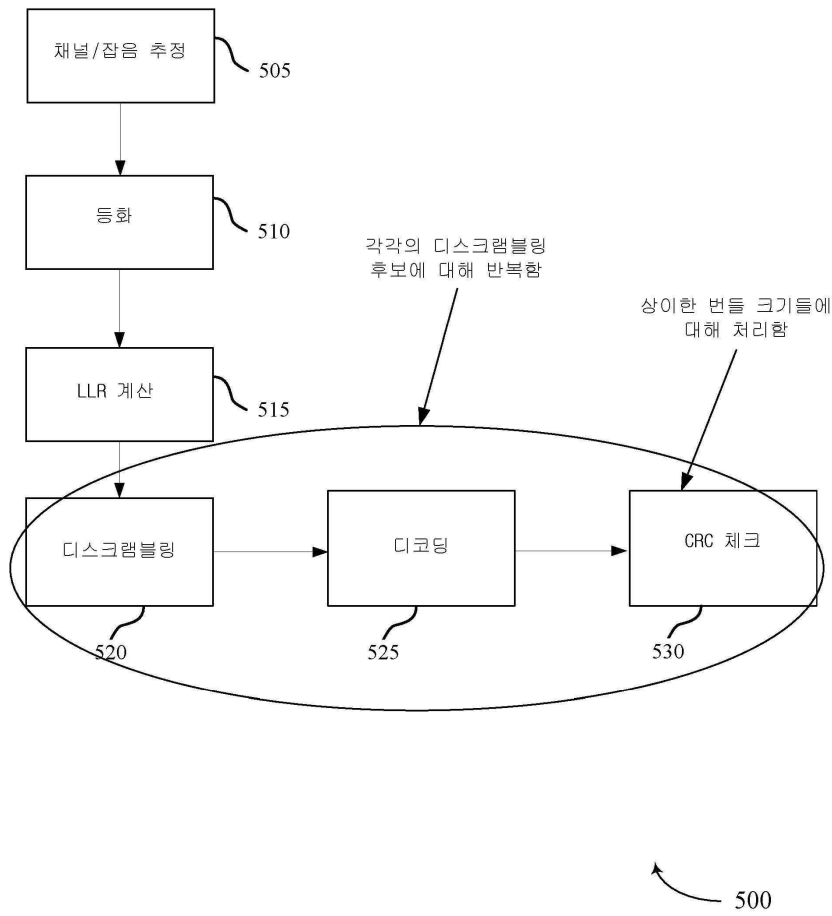 채널/잡음 추정
505
등화
510
각각의 디스크램블링
후보에 대해 반복함
상이한 번들 크기들에
대해 처리함
LLR 계산
515
디스크램블링
디코딩
CRC 체크
520
525
530
500